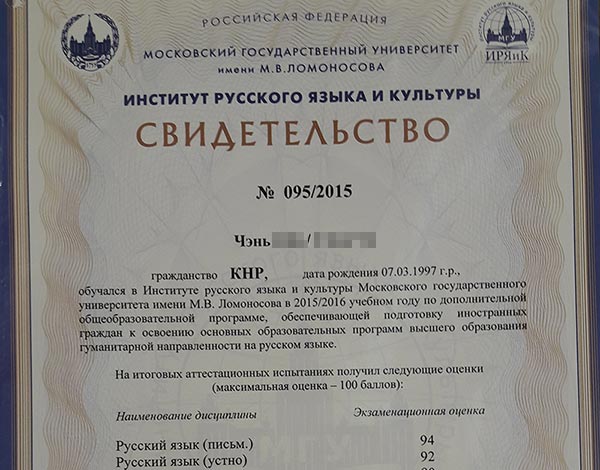 РОССИЙСКАЯ ФЕДЕРАЦИЯ
МОСКОВСКИЙ ГОСУДАРСТВЕННЫЙ УНИВЕРСИТЕТ
имени М.В.ЛОМОНОСОВА
МГУ
ИРЯиК
ИНСТИТУТ РУССКОГО ЯЗЫКА И КУЛЬТУРЫ
СВИДЕТЕЛЬСТВО
№ 095/2015
Чэнь /
гражданство КНР, дата рождения 07.03.1997 г.р.,
обучался в Институте русского языка и культуры Московского государственного
университета имени М.В. Ломоносова в 2015/2016 учебном году по дополнительной
общеобразовательной программе, обеспечивающей подготовку иностранных
граждан к освоению основных образовательных программ высшего образования
гуманитарной направленности на русском языке.
На итоговых аттестационных испытаниях получил следующие оценки
(максимальная оценка – 100 баллов):
Наименование дисциплины Экзаменационная оценка
Русский язык (письм.) 94
Русский язык (устно) 92